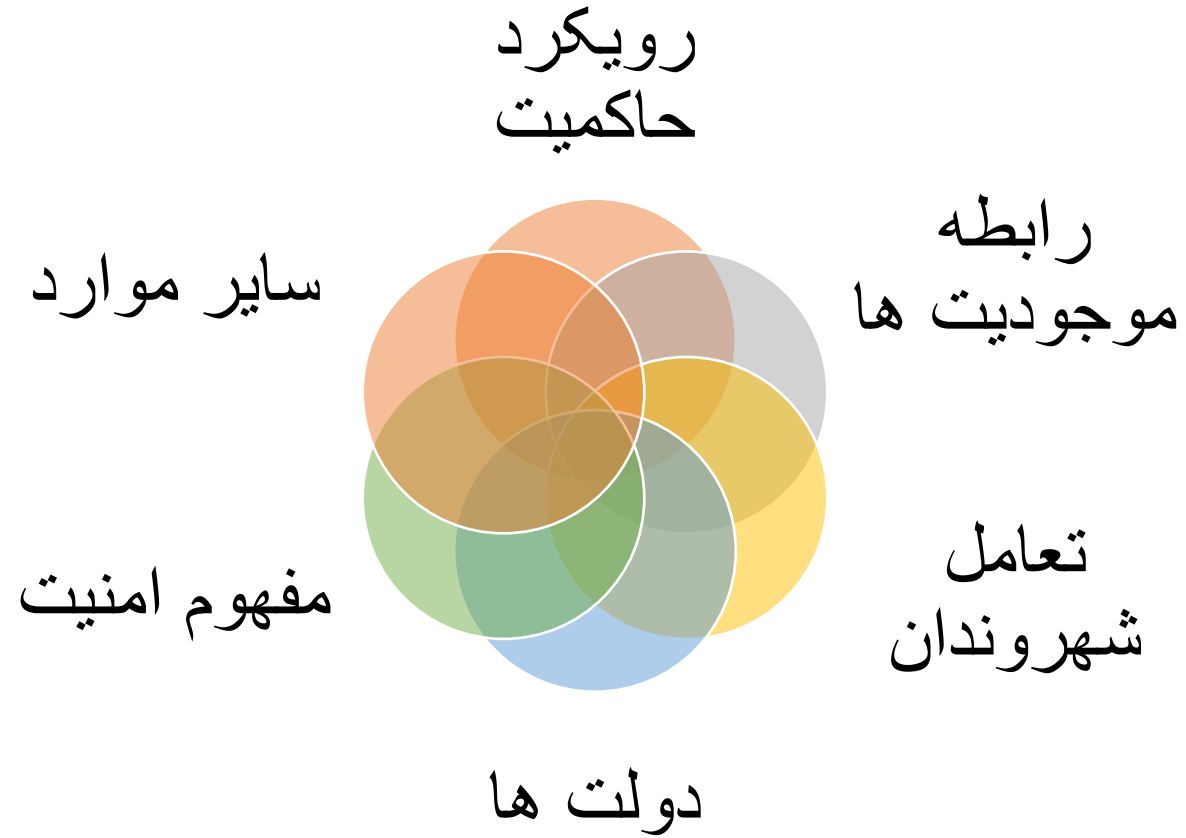 رویکرد
حاکمیت
رابطه
موجودیت ها
تعامل
شهروندان
دولت ها
مفهوم امنیت
سایر موارد